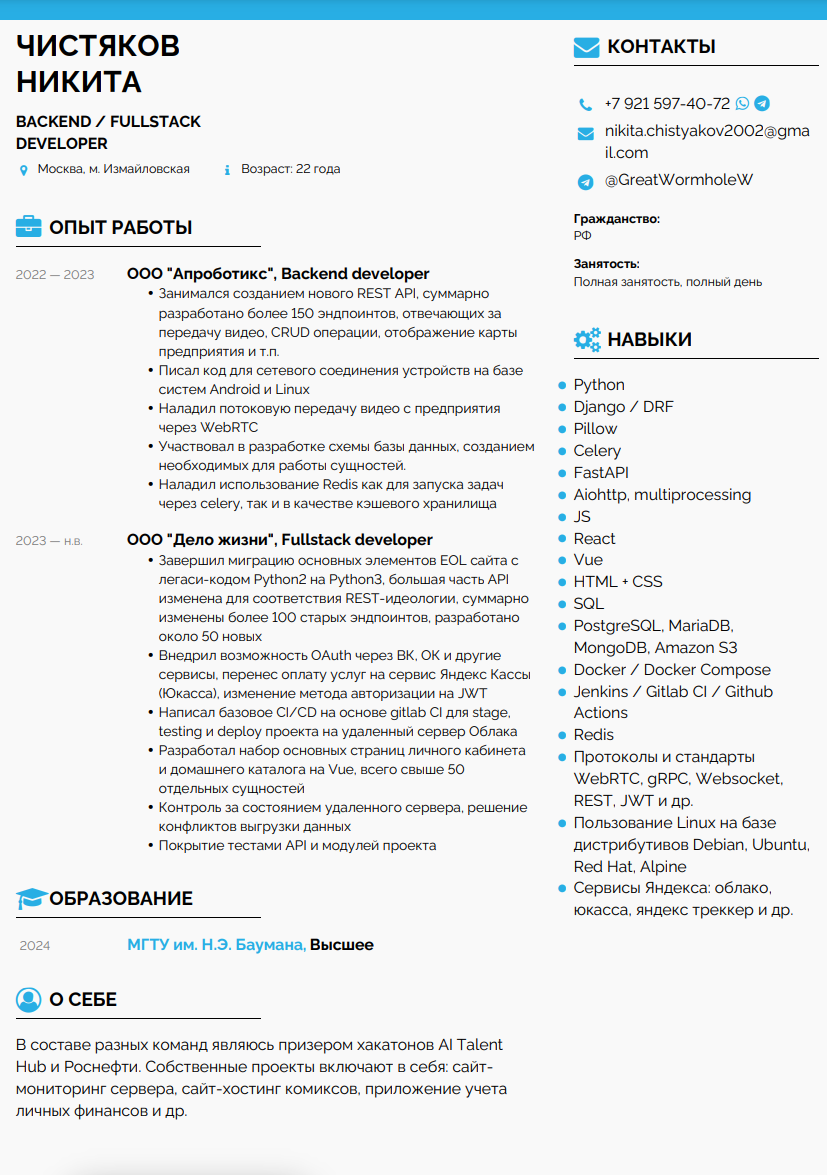 ЧИСТЯКОВ
НИКИТА
BACKEND / FULLSTACK
DEVELOPER
Москва, м. Измайловская Возраст: 22 года
ОПЫТ РАБОТЫ
2022 — 2023 ООО "Апроботикс", Backend developer
• Занимался созданием нового REST API, суммарно
разработано более 150 эндпоинтов, отвечающих за
передачу видео, CRUD операции, отображение карты
предприятия и т.п.
• Писал код для сетевого соединения устройств на базе
систем Android и Linux
• Наладил потоковую передачу видео с предприятия
через WebRTC
• Участвовал в разработке схемы базы данных, созданием
необходимых для работы сущностей.
• Наладил использование Redis как для запуска задач
через celery, так и в качестве кэшевого хранилища
2023 — н.в. ООО "Дело жизни", Fullstack developer
• Завершил миграцию основных элементов EOL сайта с
легаси-кодом Python2 на Python3, большая часть API
изменена для соответствия REST-идеологии, суммарно
изменены более 100 старых эндпоинтов, разработано
около 50 новых
• Внедрил возможность OAuth через ВК, ОК и другие
сервисы, перенес оплату услуг на сервис Яндекс Кассы
(Юкасса), изменение метода авторизации на JWT
• Написал базовое CI/CD на основе gitlab CI для stage,
testing и deploy проекта на удаленный сервер Облака
• Разработал набор основных страниц личного кабинета
и домашнего каталога на Vue, всего свыше 50
отдельных сущностей
• Контроль за состоянием удаленного сервера, решение
конфликтов выгрузки данных
• Покрытие тестами API и модулей проекта
ОБРАЗОВАНИЕ
2024 МГТУ им. Н.Э. Баумана, Высшее
О СЕБЕ
В составе разных команд являюсь призером хакатонов AI Talent
Hub и Роснефти. Собственные проекты включают в себя: сайт-
мониторинг сервера, сайт-хостинг комиксов, приложение учета
личных финансов и др.
КОНТАКТЫ
+7 921 597-40-72
nikita.chistyakov2002@gma
il.com
@GreatWormholeW
Гражданство:
РФ
Занятость:
Полная занятость, полный день
НАВЫКИ
Python
Django / DRF
Pillow
Celery
FastAPI
Aiohttp, multiprocessing
JS
React
Vue
HTML + CSS
SQL
PostgreSQL, MariaDB,
MongoDB, Amazon S3
Docker / Docker Compose
Jenkins / Gitlab CI / Github
Actions
Redis
Протоколы и стандарты
WebRTC, gRPC, Websocket,
REST, JWT и др.
Пользование Linux на базе
дистрибутивов Debian, Ubuntu,
Red Hat, Alpine
Сервисы Яндекса: облако,
юкасса, яндекс треккер и др.